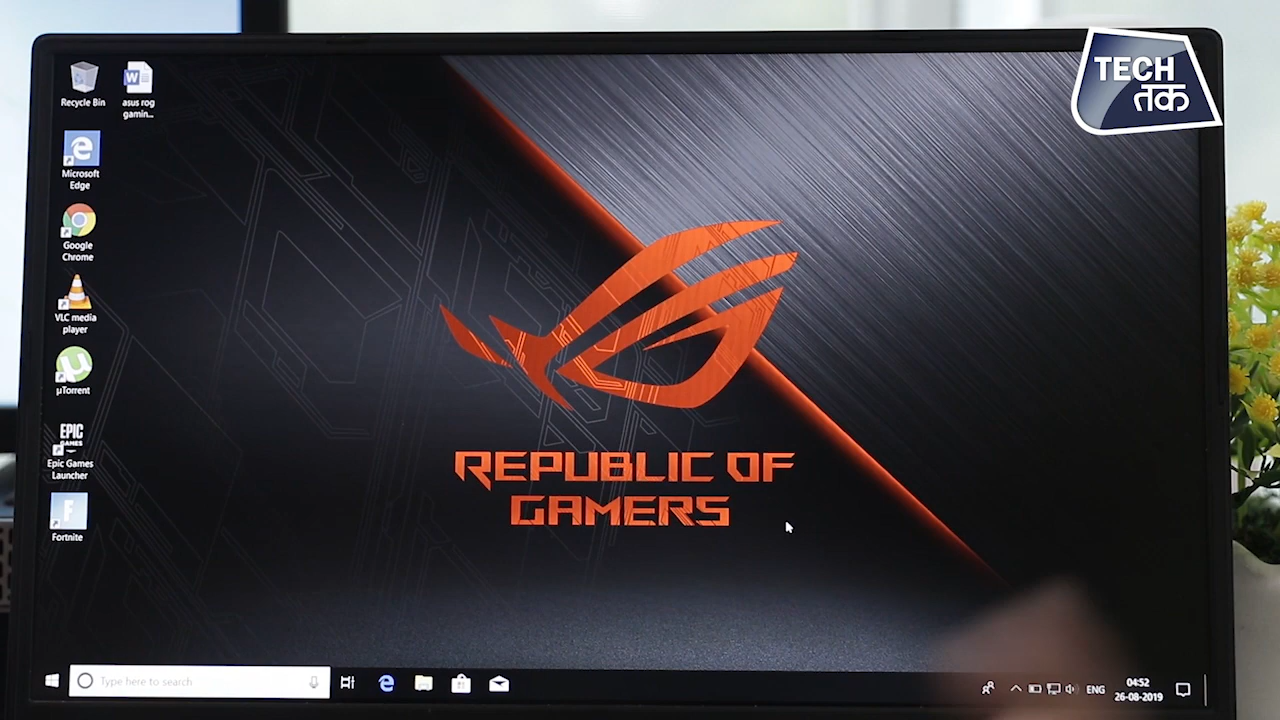 TECH
तक
Recycle Bin
asus rog
gamin...
Microsoft
Edge
Google
Chrome
VLC media
player
µTorrent
EPIC
GAMES
Epic Games
Launcher
F
Fortnite
REPUBLIC OF
GAMERS
Type here to search
ENG
04:52
26-08-2019